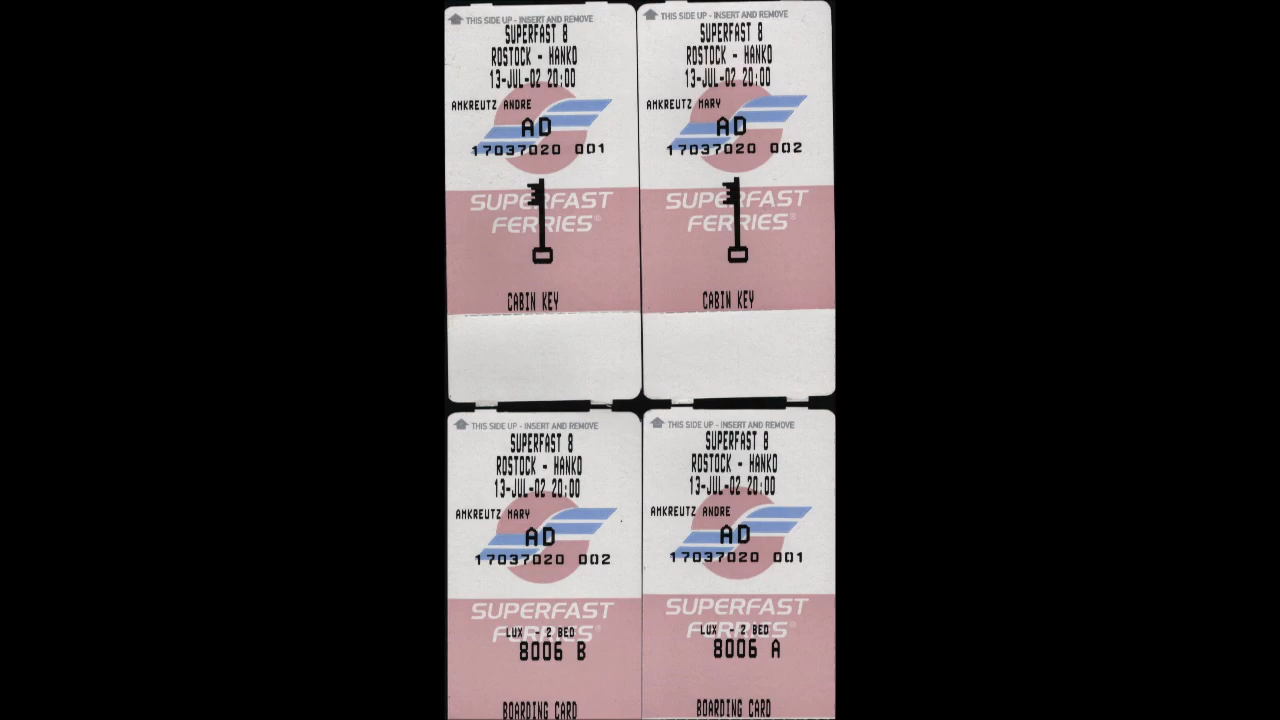 THIS SIDE UP - INSERT AND REMOVE
SUPERFAST 8
ROSTOCK - HANKO
13-JUL-02 20:00
AMKREUTZ ANDRE
AD
17037020 001
SUPERFAST
FERRIES®
CABIN KEY
THIS SIDE UP - INSERT AND REMOVE
SUPERFAST 8
ROSTOCK - HANKO
13-JUL-02 20:00
AMKREUTZ MARY
AD
17037020 002
SUPERFAST
FERRIES®
CABIN KEY
THIS SIDE UP - INSERT AND REMOVE
SUPERFAST 8
ROSTOCK - HANKO
13-JUL-02 20:00
AMKREUTZ MARY
AD
17037020 002
SUPERFAST
FERRIES®
LUX - 2 BED
8006 B
BOARDING CARD
THIS SIDE UP - INSERT AND REMOVE
SUPERFAST 8
ROSTOCK - HANKO
13-JUL-02 20:00
AMKREUTZ ANDRE
AD
17037020 001
SUPERFAST
FERRIES®
LUX - 2 BED
8006 A
BOARDING CARD